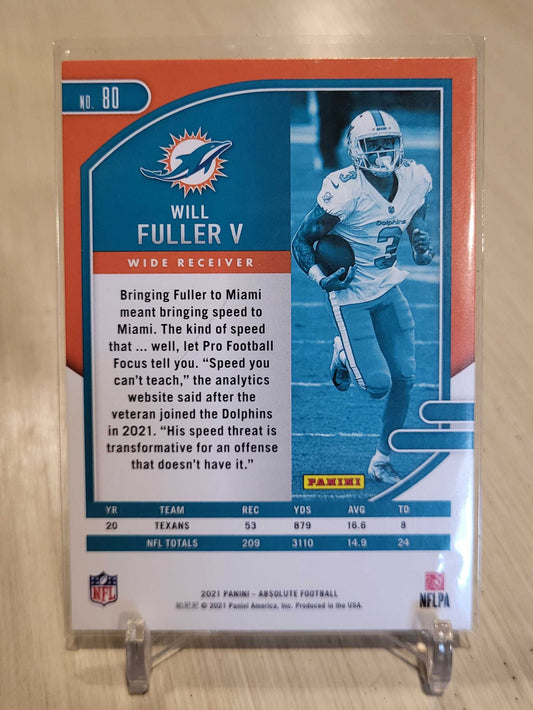 NO. 80
WILL
FULLER V
WIDE RECEIVER
Bringing Fuller to Miami
meant bringing speed to
Miami. The kind of speed
that ... well, let Pro Football
Focus tell you. “Speed you
can’t teach,” the analytics
website said after the
veteran joined the Dolphins
in 2021. “His speed threat is
transformative for an offense
that doesn’t have it.”
Dolphins
3
3
PANINI
YR TEAM REC YDS AVG TD
20 TEXANS 53 879 16.6 8
NFL TOTALS 209 3110 14.9 24
NFL
2021 PANINI – ABSOLUTE FOOTBALL
© 2021 Panini America, Inc. Produced in the USA.
NFLPA